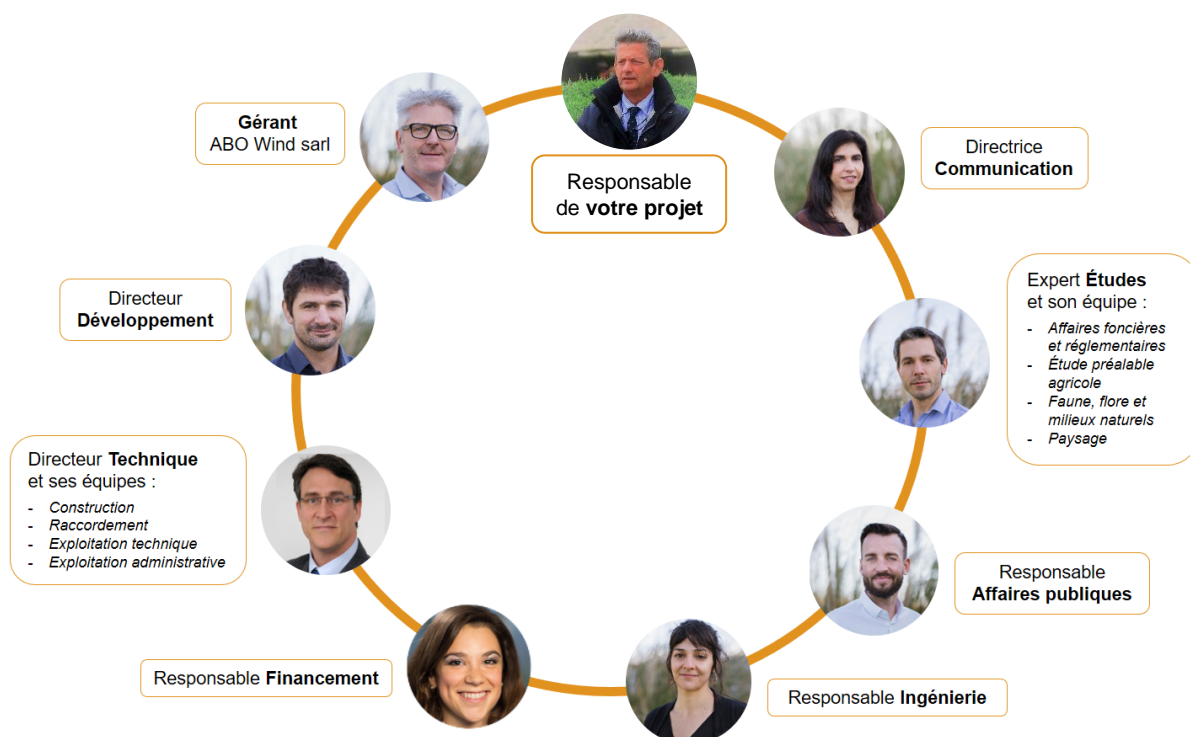 Gérant
ABO Wind sarl
Responsable
de votre projet
Directrice
Communication
Directeur
Développement
Expert Études
et son équipe :
- Affaires foncières
et réglementaires
- Étude préalable
agricole
- Faune, flore et
milieux naturels
- Paysage
Directeur Technique
et ses équipes :
- Construction
- Raccordement
- Exploitation technique
- Exploitation administrative
Responsable
Affaires publiques
Responsable Financement
Responsable Ingénierie